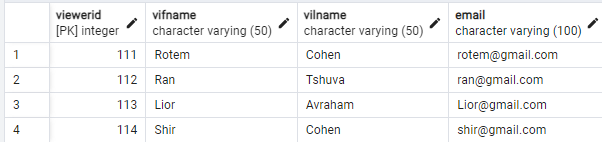 viewerid vifname vilname email
[PK] integer character varying (50) character varying (50) character varying (100)
1 111 Rotem Cohen rotem@gmail.com
2 112 Ran Tshuva ran@gmail.com
3 113 Lior Avraham Lior@gmail.com
4 114 Shir Cohen shir@gmail.com